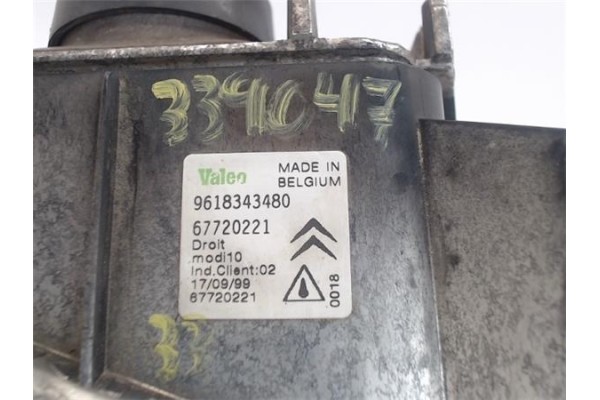 339047
Valeo
MADE IN
BELGIUM
9618343480
67720221
Droit
modi10
Ind.Client:02
17/09/99
67720221
0018
33